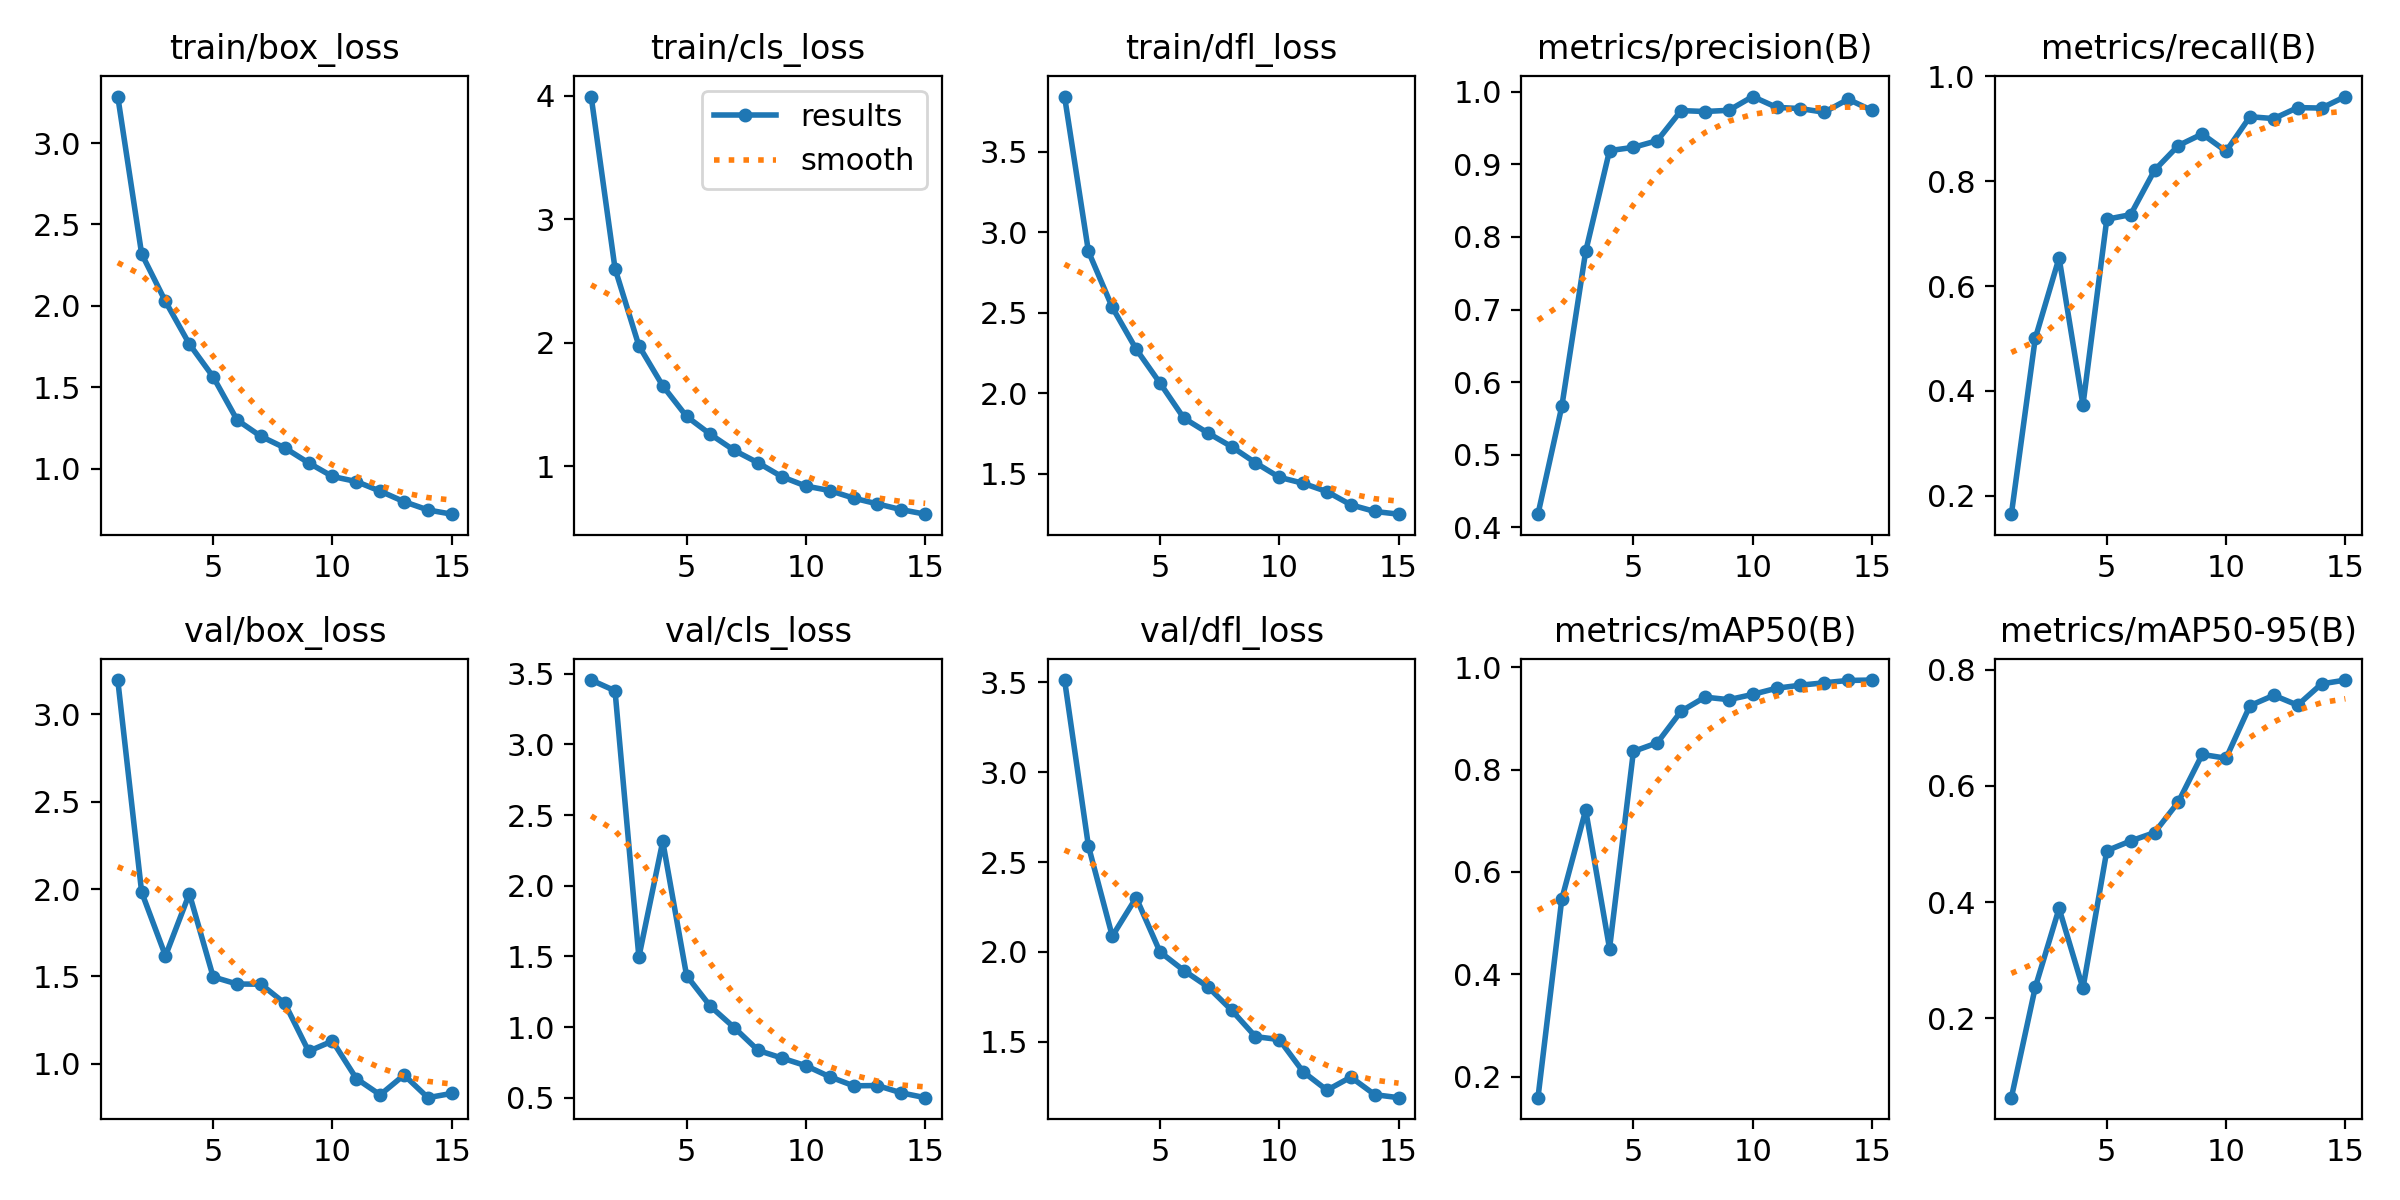 train/box_loss
3.0
2.5
2.0
1.5
1.0
5 10 15
train/cls_loss
results
smooth
4
3
2
1
5 10 15
train/dfl_loss
3.5
3.0
2.5
2.0
1.5
5 10 15
metrics/precision(B)
1.0
0.9
0.8
0.7
0.6
0.5
0.4
5 10 15
metrics/recall(B)
1.0
0.8
0.6
0.4
0.2
5 10 15
val/box_loss
3.0
2.5
2.0
1.5
1.0
5 10 15
val/cls_loss
3.5
3.0
2.5
2.0
1.5
1.0
0.5
5 10 15
val/dfl_loss
3.5
3.0
2.5
2.0
1.5
5 10 15
metrics/mAP50(B)
1.0
0.8
0.6
0.4
0.2
5 10 15
metrics/mAP50-95(B)
0.8
0.6
0.4
0.2
5 10 15